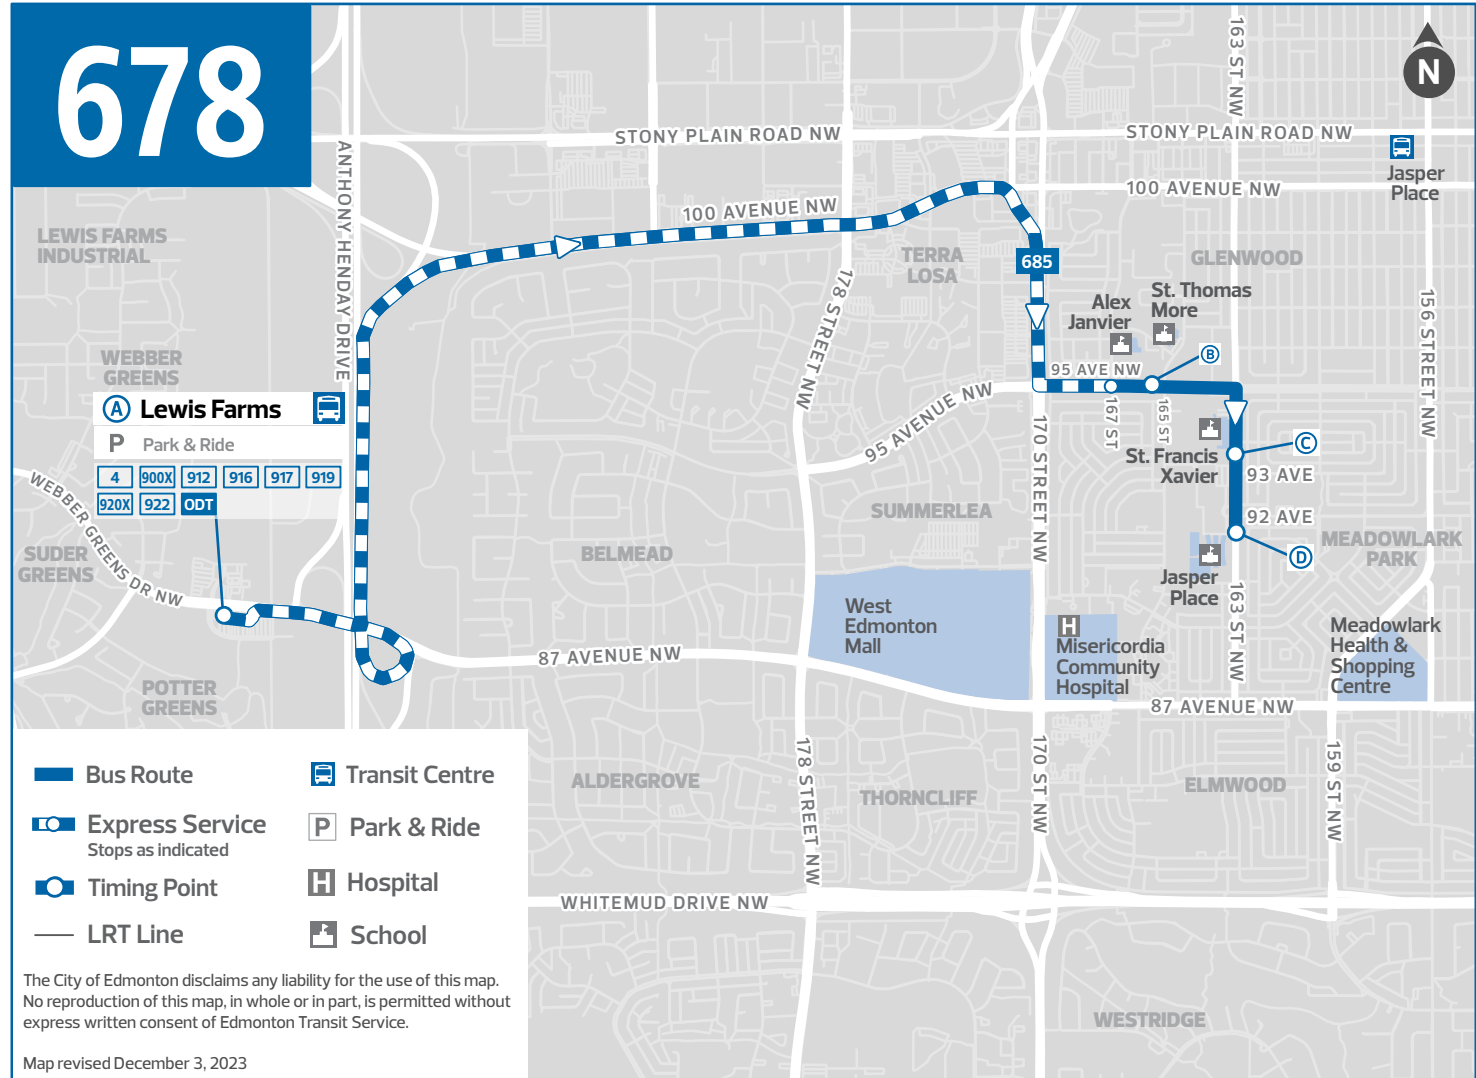 678
N
STONY PLAIN ROAD NW
STONY PLAIN ROAD NW
163 ST NW
Jasper
Place
100 AVENUE NW
100 AVENUE NW
ANTHONY HENDAY DRIVE
LEWIS FARMS
INDUSTRIAL
TERRA
LOSA
685
GLENWOOD
178 STREET NW
Alex
Janvier
St. Thomas
More
156 STREET NW
WEBBER
GREENS
B
95 AVE NW
167 ST
165 ST
95 AVENUE NW
A Lewis Farms
P Park & Ride
4 900X 912 916 917 919
920X 922 ODT
170 STREET NW
St. Francis
Xavier
C
93 AVE
WEBBER GREENS DR NW
SUMMERLEA
92 AVE
SUDER
GREENS
BELMEAD
MEADOWLARK
PARK
D
Jasper
Place
163 ST NW
West
Edmonton
Mall
H
Misericordia
Community
Hospital
Meadowlark
Health &
Shopping
Centre
87 AVENUE NW
POTTER
GREENS
87 AVENUE NW
178 STREET NW
170 ST NW
159 ST NW
ALDERGROVE
THORNCLIFF
ELMWOOD
WHITEMUD DRIVE NW
WESTRIDGE
Bus Route
Transit Centre
Express Service
Stops as indicated
P Park & Ride
Timing Point
H Hospital
LRT Line
School
The City of Edmonton disclaims any liability for the use of this map.
No reproduction of this map, in whole or in part, is permitted without
express written consent of Edmonton Transit Service.
Map revised December 3, 2023